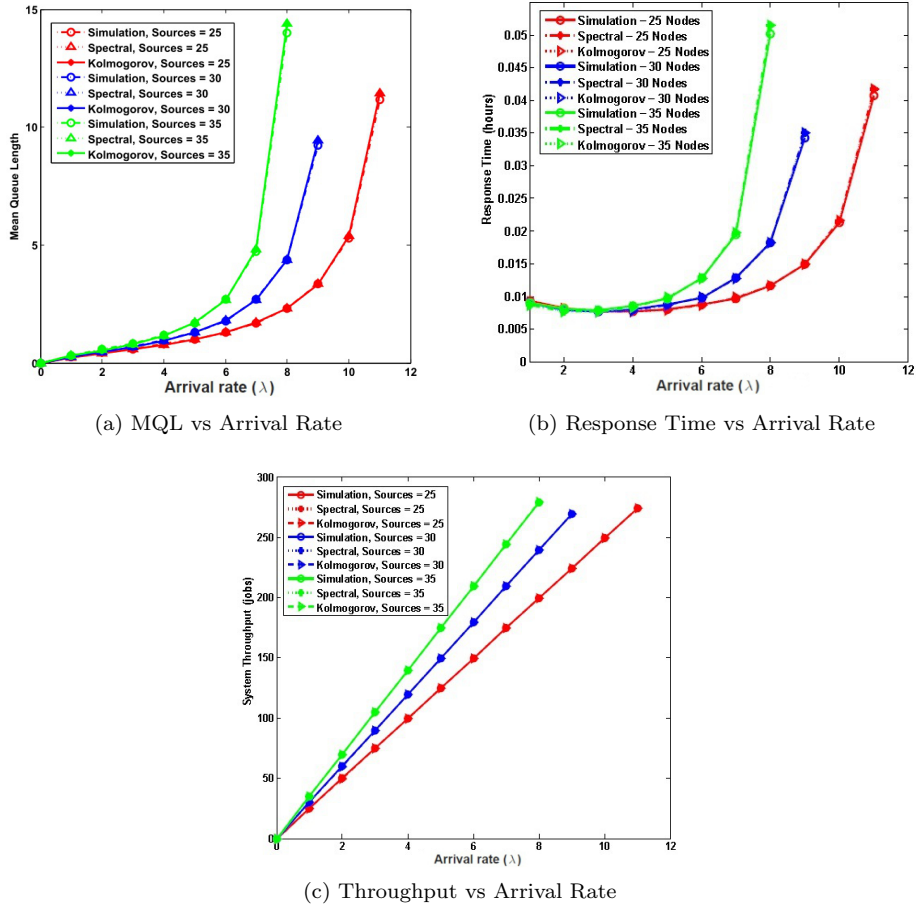 15
10
5
0
Mean Queue Length
Simulation, Sources = 25
Spectral, Sources = 25
Kolmogorov, Sources = 25
Simulation, Sources = 30
Spectral, Sources = 30
Kolmogorov, Sources = 30
Simulation, Sources = 35
Spectral, Sources = 35
Kolmogorov, Sources = 35
0 2 4 6 8 10 12
Arrival rate (λ)
(a) MQL vs Arrival Rate
0.05
0.045
0.04
0.035
0.03
0.025
0.02
0.015
0.01
0.005
0
Response Time (hours)
Simulation – 25 Nodes
Spectral – 25 Nodes
Kolmogorov – 25 Nodes
Simulation – 30 Nodes
Spectral – 30 Nodes
Kolmogorov – 30 Nodes
Simulation – 35 Nodes
Spectral – 35 Nodes
Kolmogorov – 35 Nodes
2 4 6 8 10 12
Arrival rate (λ)
(b) Response Time vs Arrival Rate
300
250
200
150
100
50
0
System Throughput (jobs)
Simulation, Sources = 25
Spectral, Sources = 25
Kolmogorov, Sources = 25
Simulation, Sources = 30
Spectral, Sources = 30
Kolmogorov, Sources = 30
Simulation, Sources = 35
Spectral, Sources = 35
Kolmogorov, Sources = 35
0 2 4 6 8 10 12
Arrival rate (λ)
(c) Throughput vs Arrival Rate